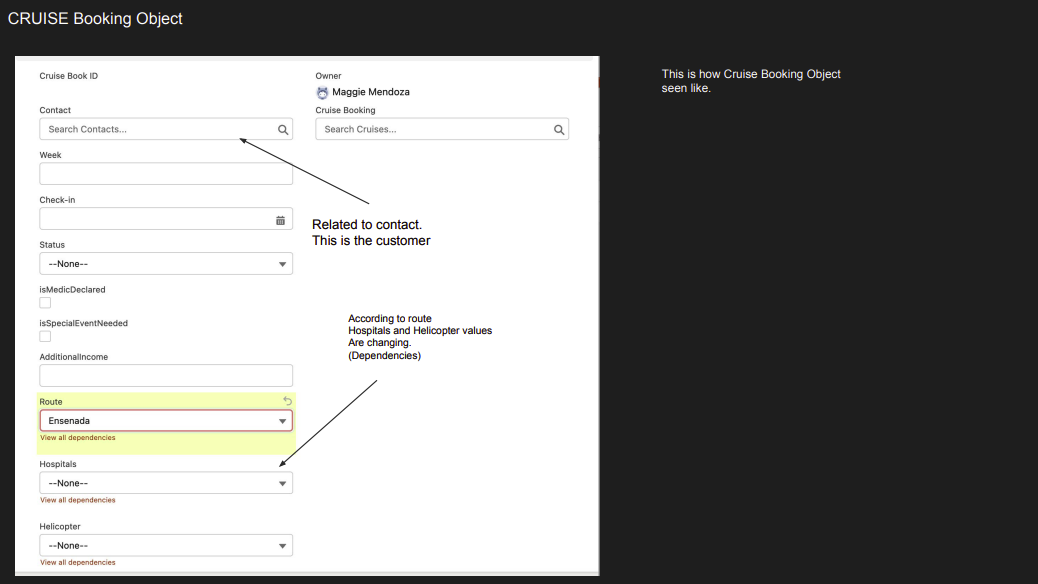 CRUISE Booking Object
This is how Cruise Booking Object
seen like.
Cruise Book ID
Owner
Maggie Mendoza
Contact
Cruise Booking
Search Contacts...
Search Cruises...
Week
Check-in
Related to contact.
This is the customer
Status
--None--
isMedicDeclared
isSpecialEventNeeded
According to route
Hospitals and Helicopter values
Are changing.
(Dependencies)
AdditionalIncome
Route
Ensenada
View all dependencies
Hospitals
--None--
View all dependencies
Helicopter
--None--
View all dependencies